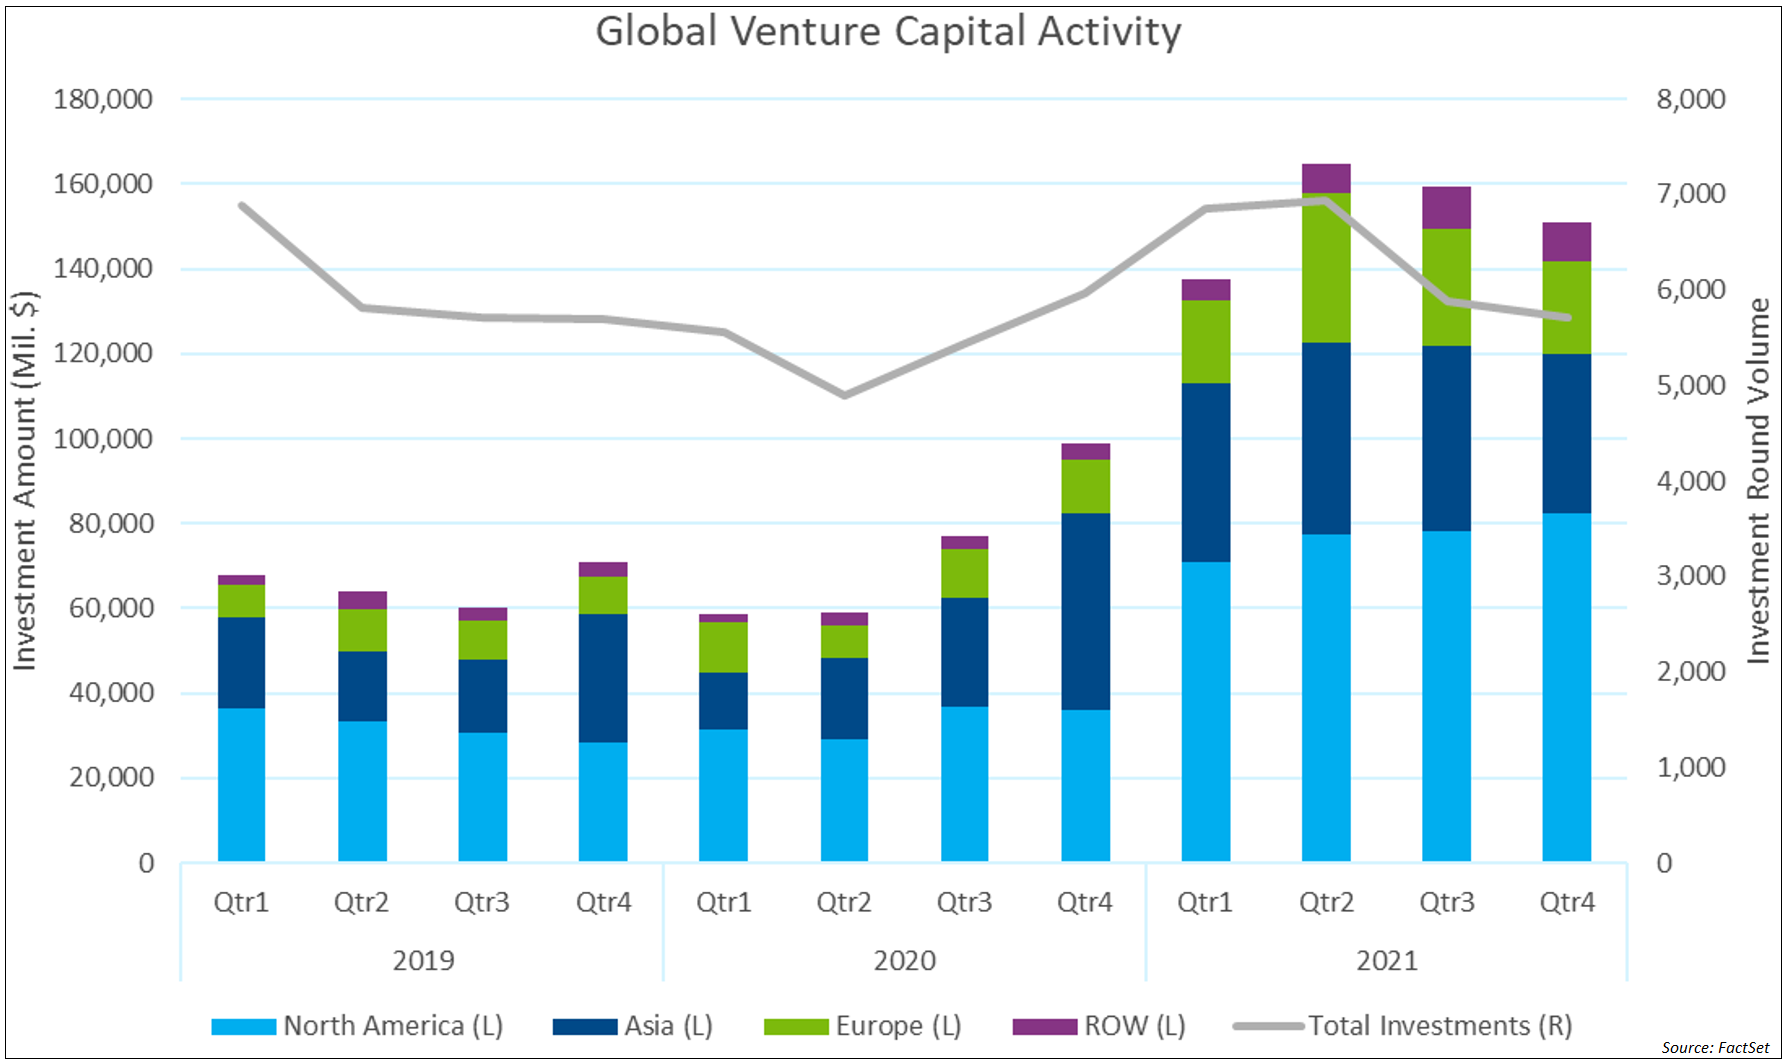 Global Venture Capital Activity
Investment Amount (Mil. $)
180,000
160,000
140,000
120,000
100,000
80,000
60,000
40,000
20,000
0
8,000
7,000
6,000
5,000
4,000
3,000
2,000
1,000
0
Investment Round Volume
Qtr1 Qtr2 Qtr3 Qtr4 Qtr1 Qtr2 Qtr3 Qtr4 Qtr1 Qtr2 Qtr3 Qtr4
2019 2020 2021
North America (L) Asia (L) Europe (L) ROW (L) Total Investments (R)
Source: FactSet